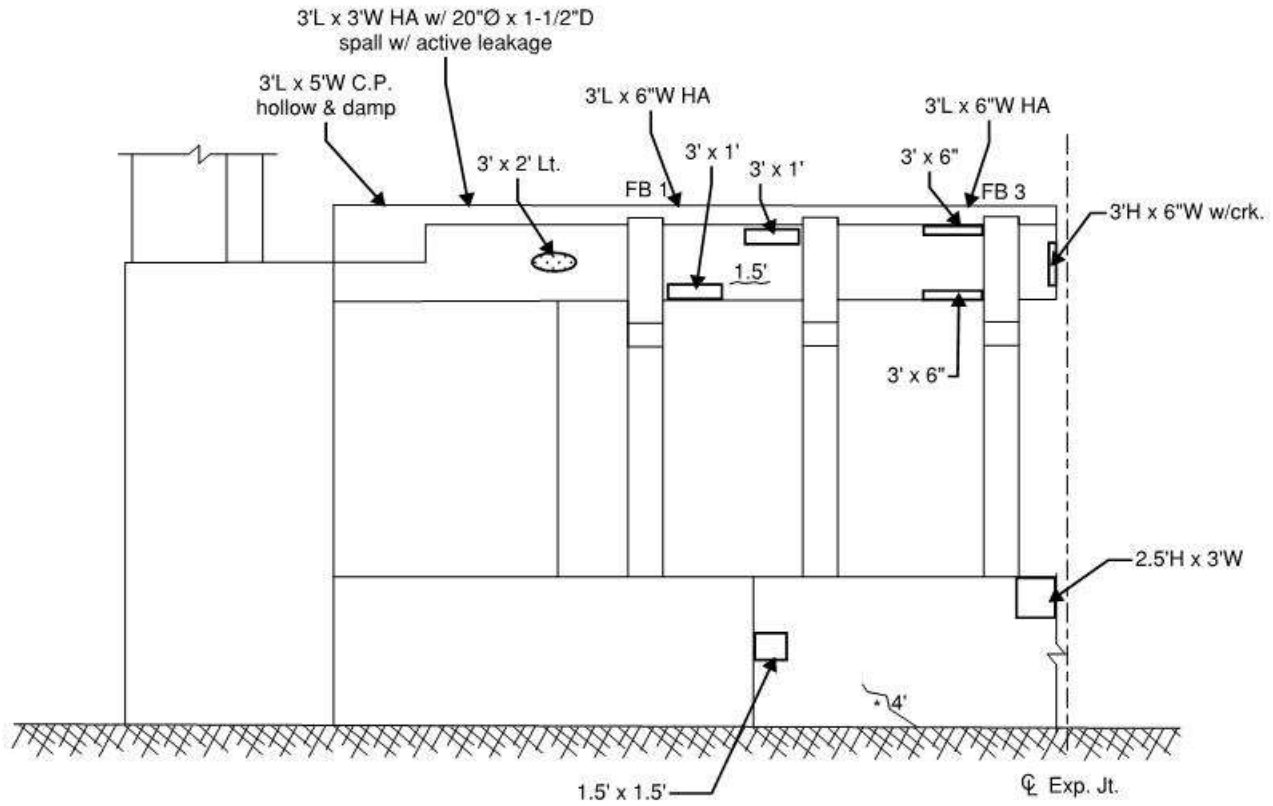 3'L x 3'W HA w/ 20"Ø x 1-1/2"D
spall w/ active leakage
3'L x 5'W C.P.
hollow & damp
3'L x 6"W HA
3'L x 6"W HA
3' x 2' Lt.
3' x 1'
3' x 1'
3' x 6"
FB 1
FB 3
3'H x 6"W w/crk.
1.5'
3' x 6"
2.5'H x 3'W
* 4'
1.5' x 1.5'
℄ Exp. Jt.